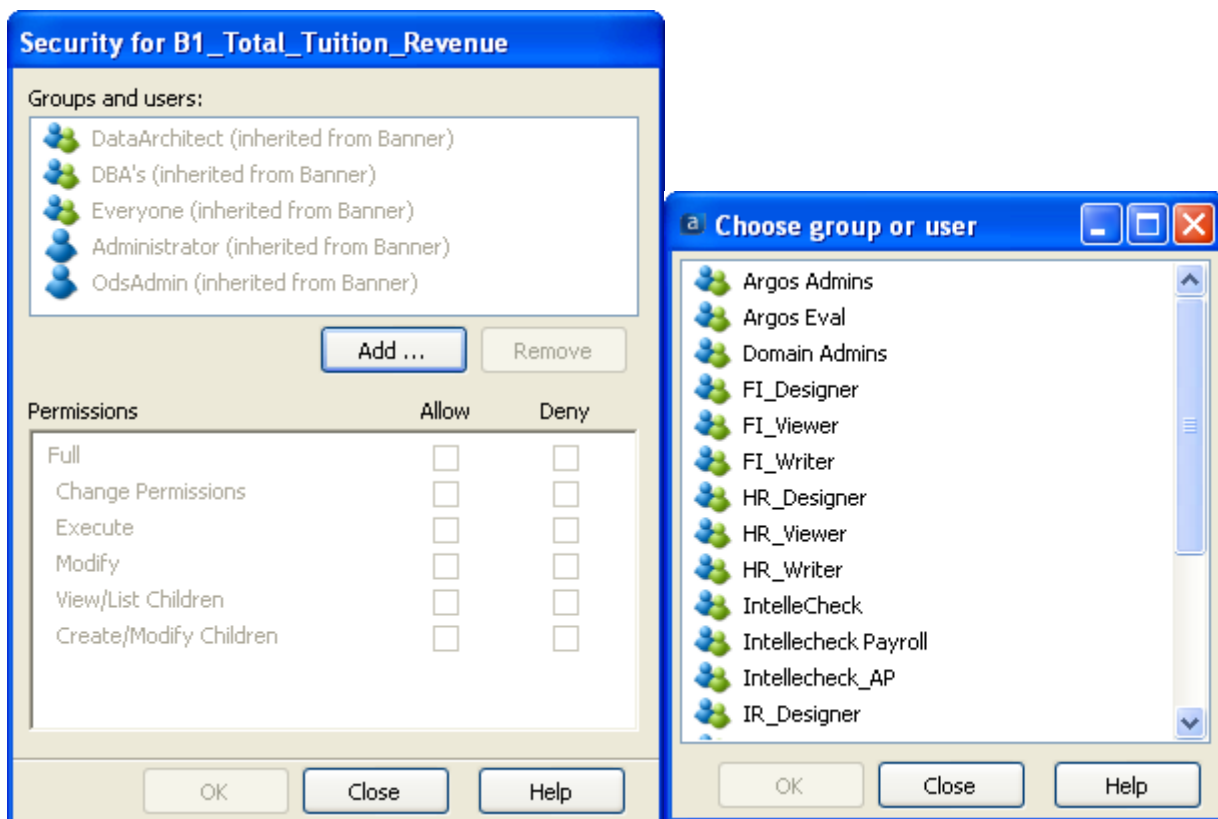 Security for B1_Total_Tuition_Revenue
Groups and users:
DataArchitect (inherited from Banner)
DBA's (inherited from Banner)
Everyone (inherited from Banner)
Administrator (inherited from Banner)
OdsAdmin (inherited from Banner)
Add ... Remove
Permissions Allow Deny
Full
Change Permissions
Execute
Modify
View/List Children
Create/Modify Children
OK Close Help
a Choose group or user
Argos Admins
Argos Eval
Domain Admins
FI_Designer
FI_Viewer
FI_Writer
HR_Designer
HR_Viewer
HR_Writer
IntelleCheck
Intellecheck Payroll
Intellecheck_AP
IR_Designer
OK Close Help